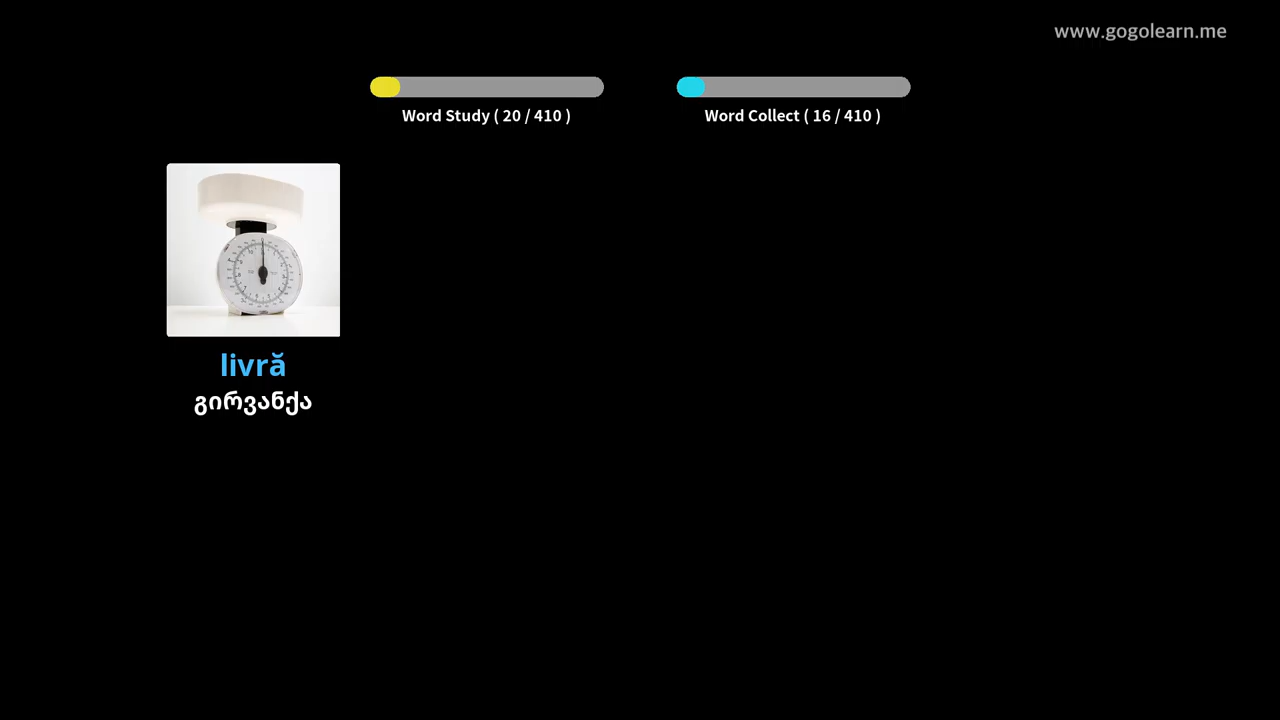 www.gogolearn.me
Word Study ( 20 / 410 )
Word Collect ( 16 / 410 )
livră
გირვანქა